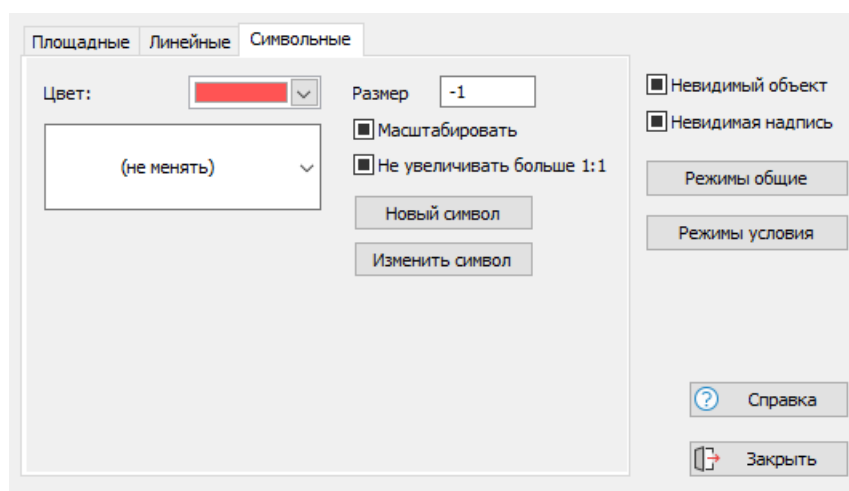 Площадные Линейные Символьные
Цвет:
(не менять)
Размер -1
Масштабировать
Не увеличивать больше 1:1
Новый символ
Изменить символ
Невидимый объект
Невидимая надпись
Режимы общие
Режимы условия
? Справка
Закрыть